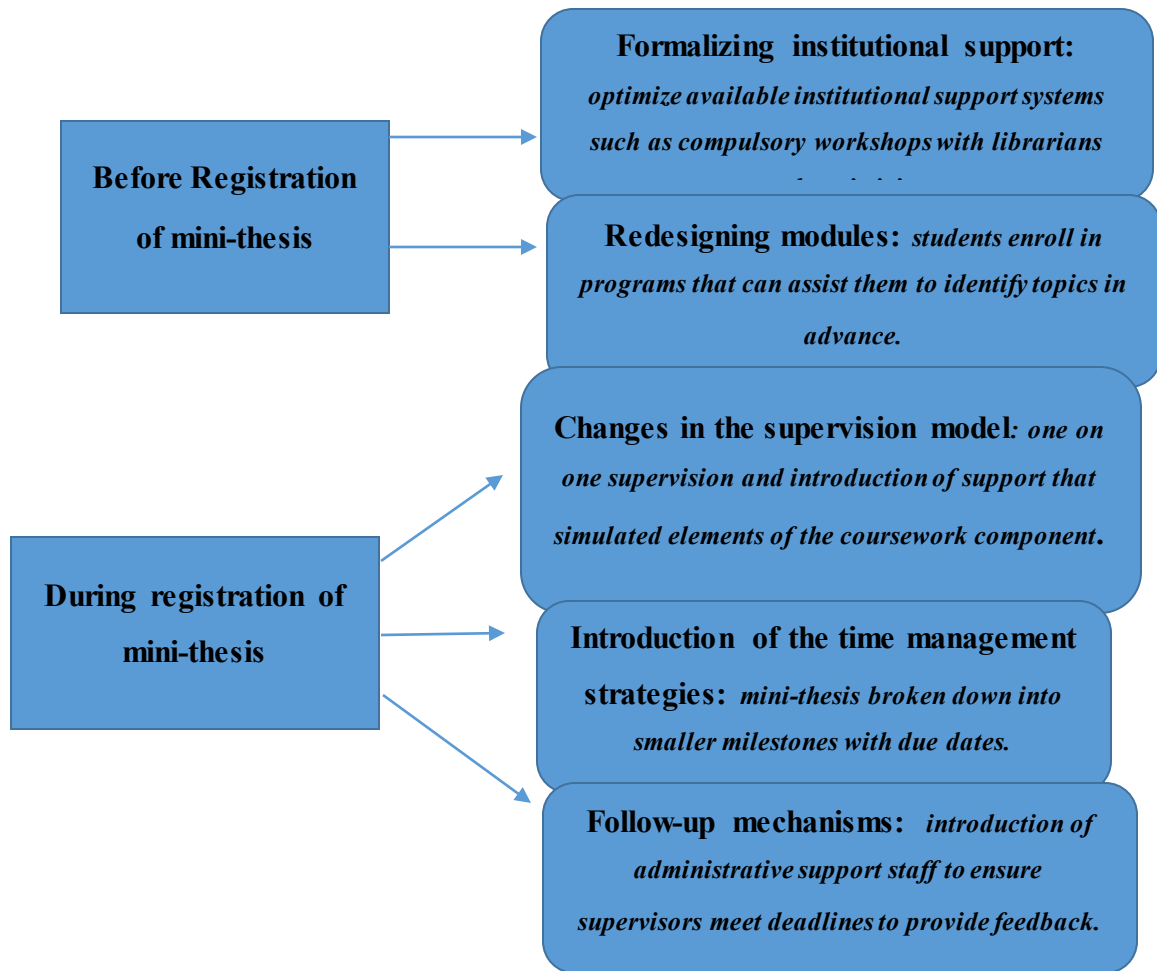 Before Registration
of mini-thesis
Formalizing institutional support:
optimize available institutional support systems
such as compulsory workshops with librarians
Redesigning modules: students enroll in
programs that can assist them to identify topics in
advance.
During registration of
mini-thesis
Changes in the supervision model: one on
one supervision and introduction of support that
simulated elements of the coursework component.
Introduction of the time management
strategies: mini-thesis broken down into
smaller milestones with due dates.
Follow-up mechanisms: introduction of
administrative support staff to ensure
supervisors meet deadlines to provide feedback.